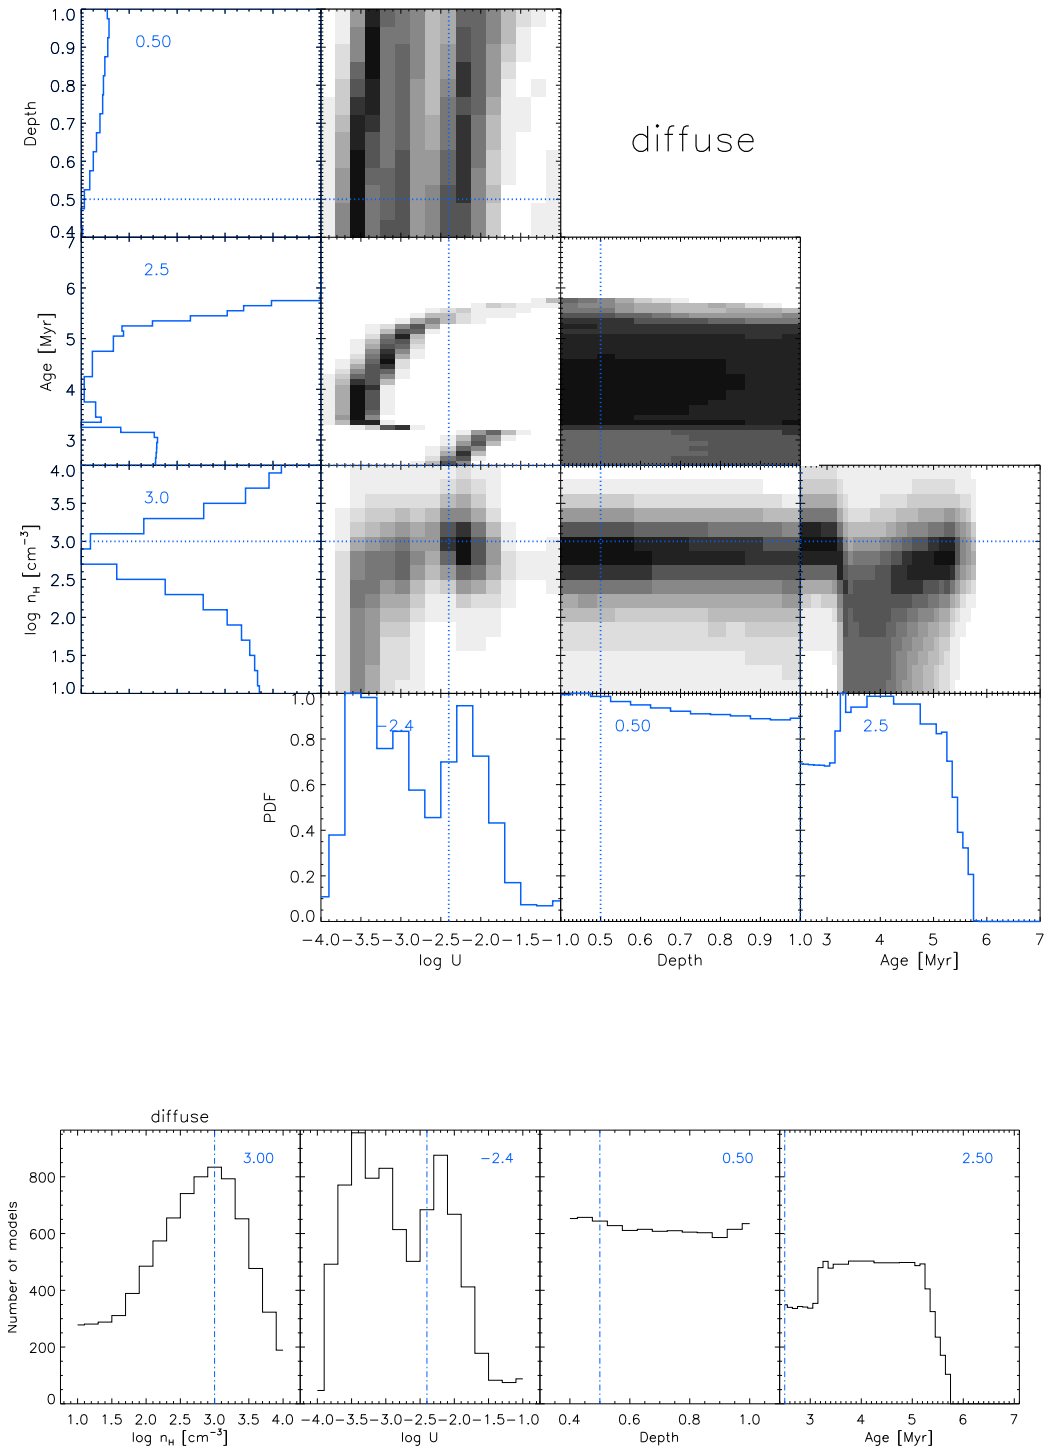 1.0
0.50
0.9
0.8
diffuse
Depth
0.7
0.6
0.5
0.4
7
2.5
6
Age [Myr]
5
4
3
4.0
3.0
3.5
log n_H [cm⁻³]
3.0
2.5
2.0
1.5
1.0
1.0
−2.4
0.50
2.5
0.8
PDF
0.6
0.4
0.2
0.0
−4.0 −3.5 −3.0 −2.5 −2.0 −1.5 −1.0 0.5 0.6 0.7 0.8 0.9 1.0 3 4 5 6 7
log U
Depth
Age [Myr]
diffuse
3.00
−2.4
0.50
2.50
800
Number of models
600
400
200
0
1.0 1.5 2.0 2.5 3.0 3.5 4.0 −4.0 −3.5 −3.0 −2.5 −2.0 −1.5 −1.0 0.4 0.6 0.8 1.0 3 4 5 6 7
log n_H [cm⁻³]
log U
Depth
Age [Myr]